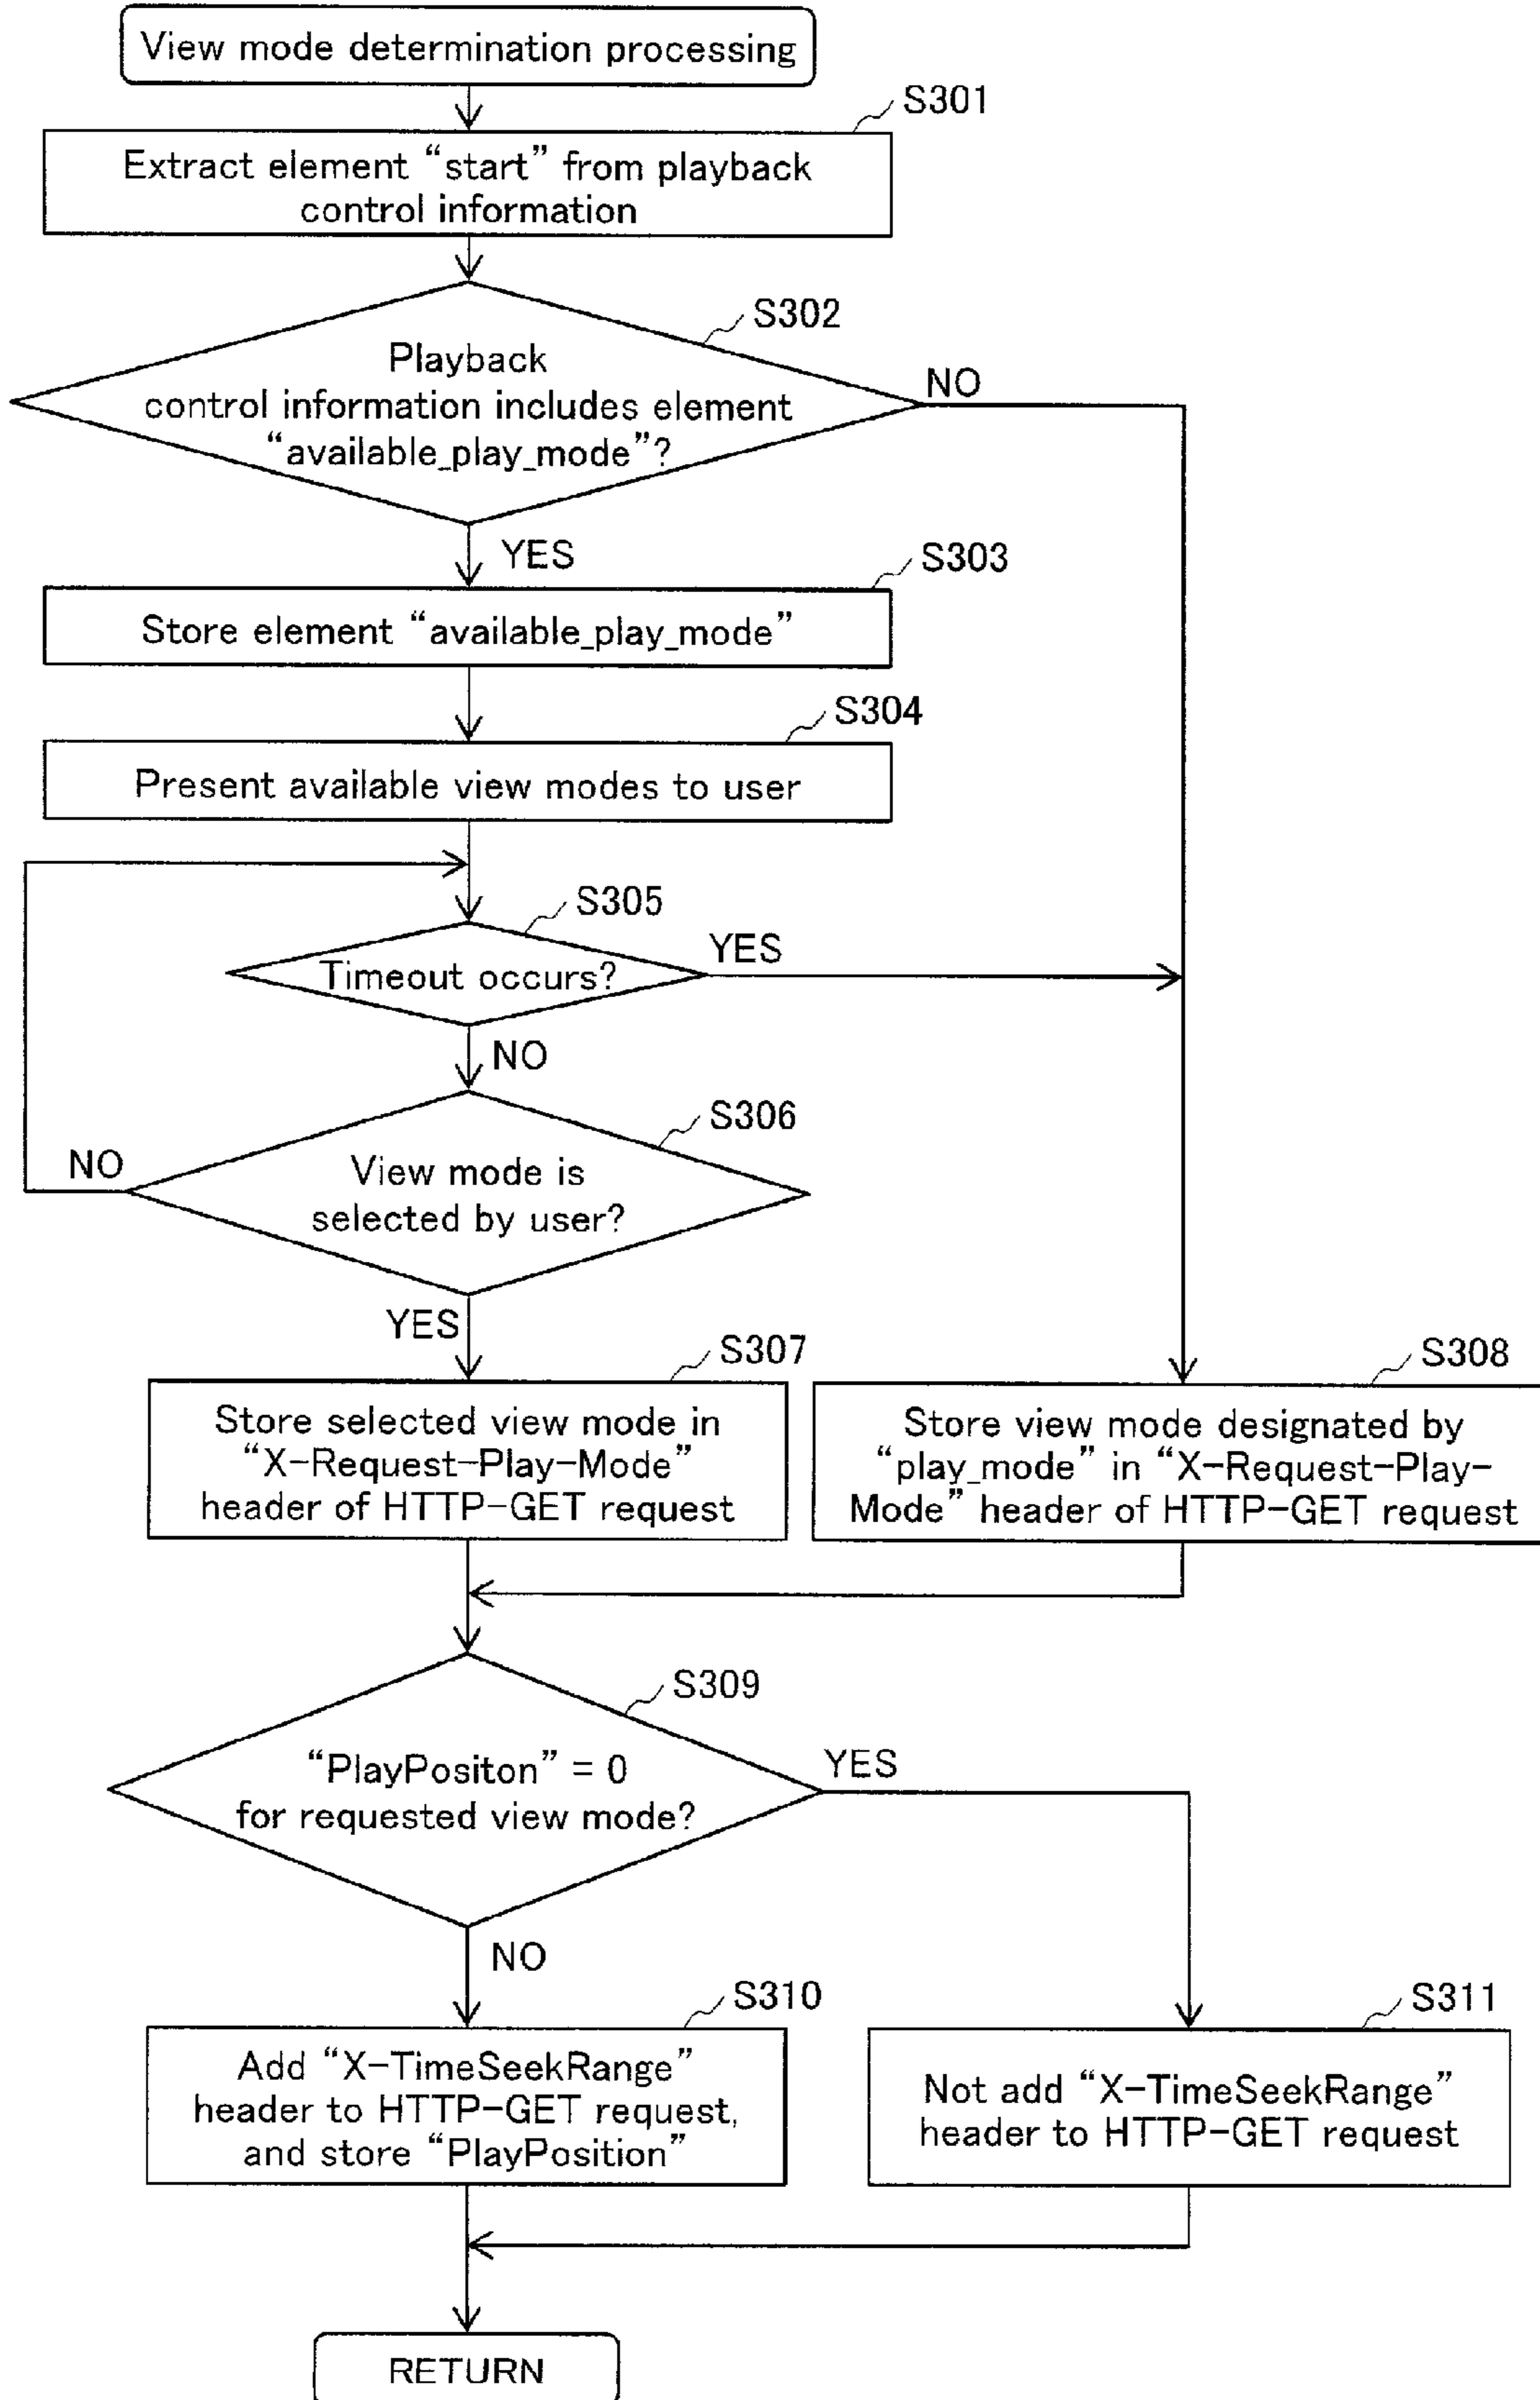 View mode determination processing
S301
Extract element “start” from playback
control information
S302
Playback
control information includes element
“available_play_mode”?
NO
YES
S303
Store element “available_play_mode”
S304
Present available view modes to user
S305
Timeout occurs?
YES
NO
S306
View mode is
selected by user?
NO
YES
S307
Store selected view mode in
“X-Request-Play-Mode”
header of HTTP-GET request
S308
Store view mode designated by
“play_mode” in “X-Request-Play-
Mode” header of HTTP-GET request
S309
“PlayPositon” = 0
for requested view mode?
YES
NO
S310
Add “X-TimeSeekRange”
header to HTTP-GET request,
and store “PlayPosition”
S311
Not add “X-TimeSeekRange”
header to HTTP-GET request
RETURN